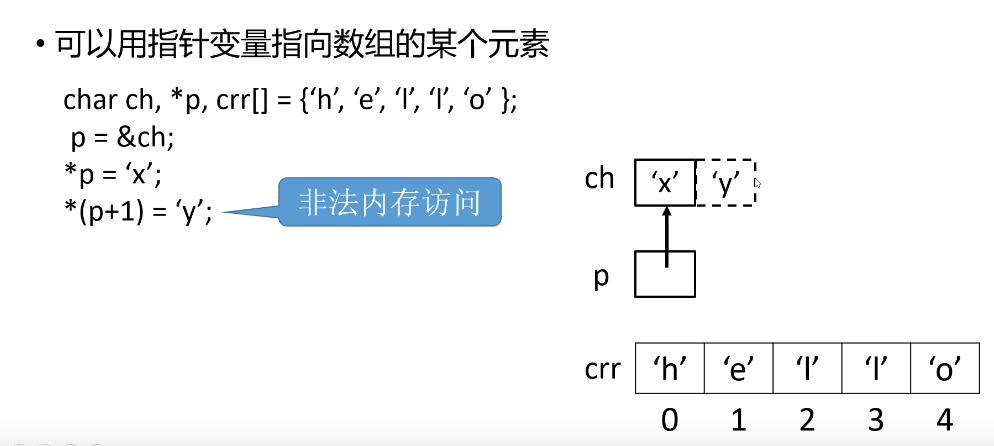 • 可以用指针变量指向数组的某个元素
char ch, *p, crr[] = {‘h’, ‘e’, ‘l’, ‘l’, ‘o’ };
p = &ch;
*p = ‘x’;
*(p+1) = ‘y’;
非法内存访问
ch ‘x’ ‘y’
p
crr ‘h’ ‘e’ ‘l’ ‘l’ ‘o’
0 1 2 3 4